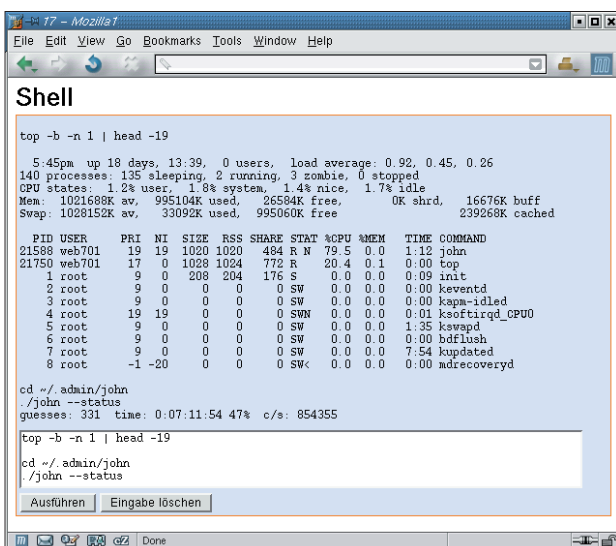 17 - Mozilla1
File Edit View Go Bookmarks Tools Window Help
Shell
top -b -n 1 | head -19
5:45pm up 18 days, 13:39, 0 users, load average: 0.92, 0.45, 0.26
140 processes: 135 sleeping, 2 running, 3 zombie, 0 stopped
CPU states: 1.2% user, 1.8% system, 1.4% nice, 1.7% idle
Mem: 1021688K av, 995104K used, 26584K free, 0K shrd, 16676K buff
Swap: 1028152K av, 33092K used, 995060K free 239268K cached
PID USER PRI NI SIZE RSS SHARE STAT %CPU %MEM TIME COMMAND
21588 web701 19 19 1020 1020 484 R N 79.5 0.0 1:12 john
21750 web701 17 0 1028 1024 772 R 20.4 0.1 0:00 top
1 root 9 0 208 204 176 S 0.0 0.0 0:09 init
2 root 9 0 0 0 0 SW 0.0 0.0 0:00 keventd
3 root 9 0 0 0 0 SW 0.0 0.0 0:00 kapm-idled
4 root 19 19 0 0 0 SWN 0.0 0.0 0:01 ksoftirqd_CPU0
5 root 9 0 0 0 0 SW 0.0 0.0 1:35 kswapd
6 root 9 0 0 0 0 SW 0.0 0.0 0:00 bdflush
7 root 9 0 0 0 0 SW 0.0 0.0 7:54 kupdated
8 root -1 -20 0 0 0 SW< 0.0 0.0 0:00 mdrecoveryd
cd ~/.admin/john
./john --status
guesses: 331 time: 0:07:11:54 47% c/s: 854355
top -b -n 1 | head -19
cd ~/.admin/john
./john --status
Ausführen Eingabe löschen
Done